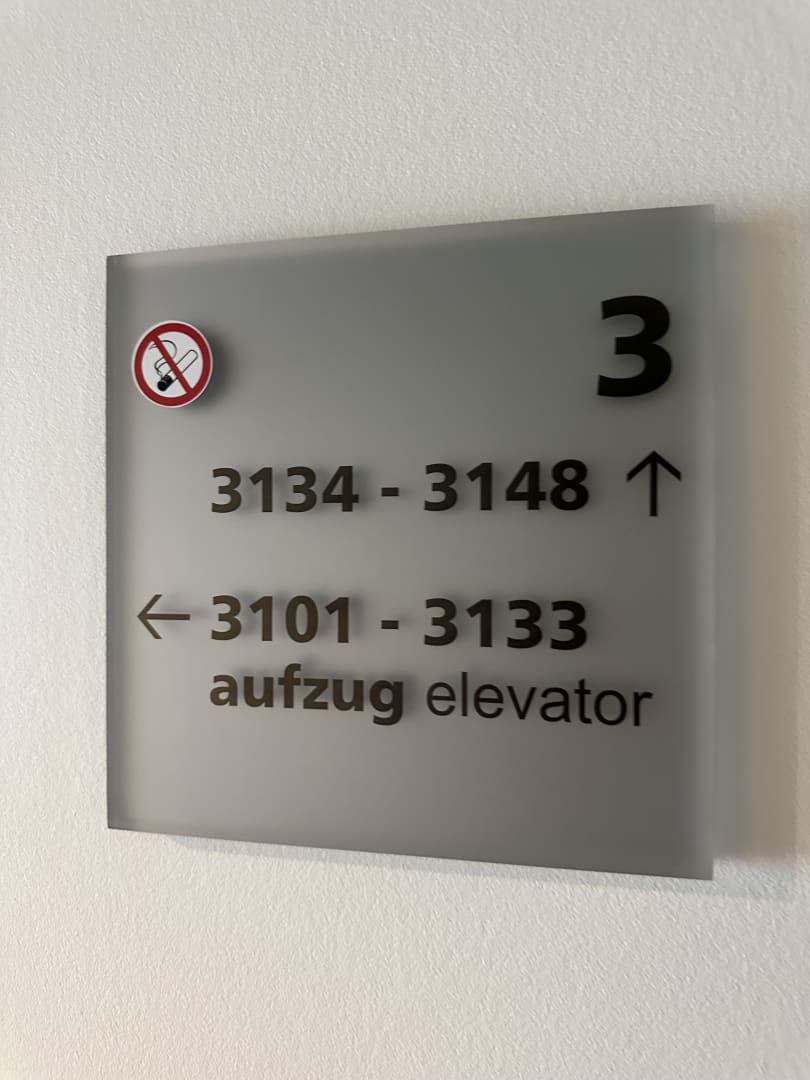 3
3134 - 3148 ↑
← 3101 - 3133
aufzug elevator